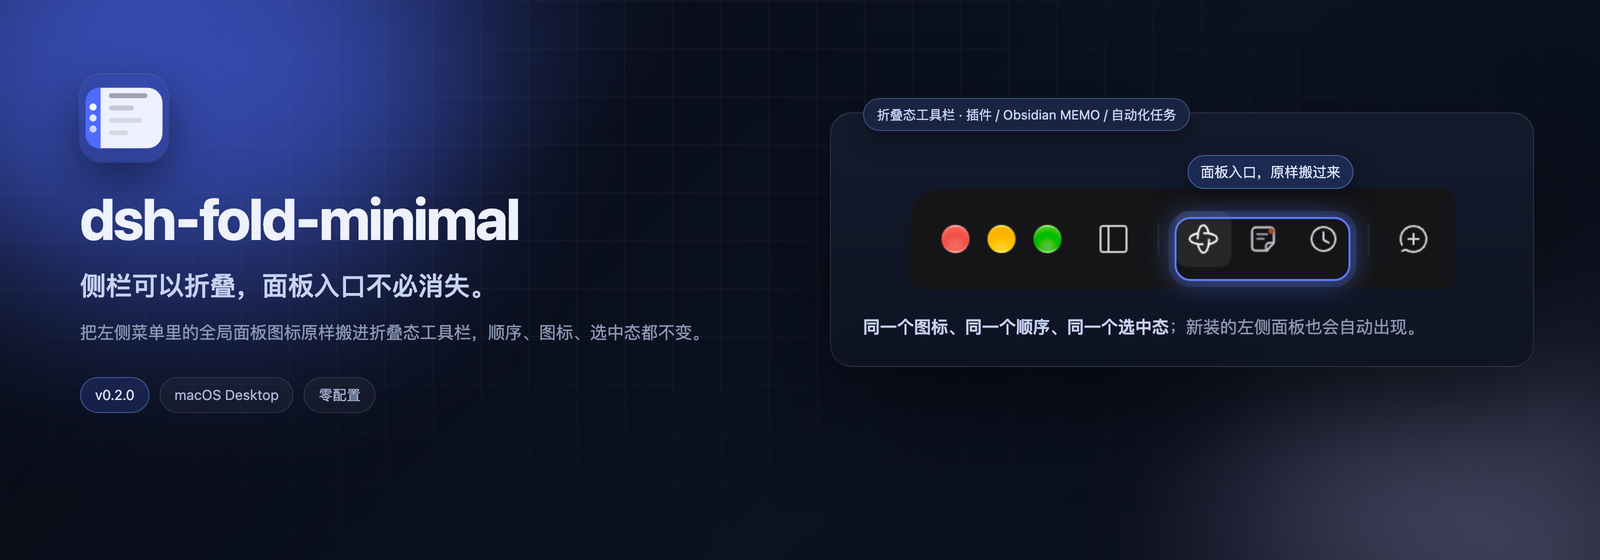 dsh-fold-minimal
侧栏可以折叠，面板入口不必消失。
把左侧菜单里的全局面板图标原样搬进折叠态工具栏，顺序、图标、选中态都不变。
v0.2.0
macOS Desktop
零配置
折叠态工具栏 · 插件 / Obsidian MEMO / 自动化任务
面板入口，原样搬过来
同一个图标、同一个顺序、同一个选中态；新装的左侧面板也会自动出现。